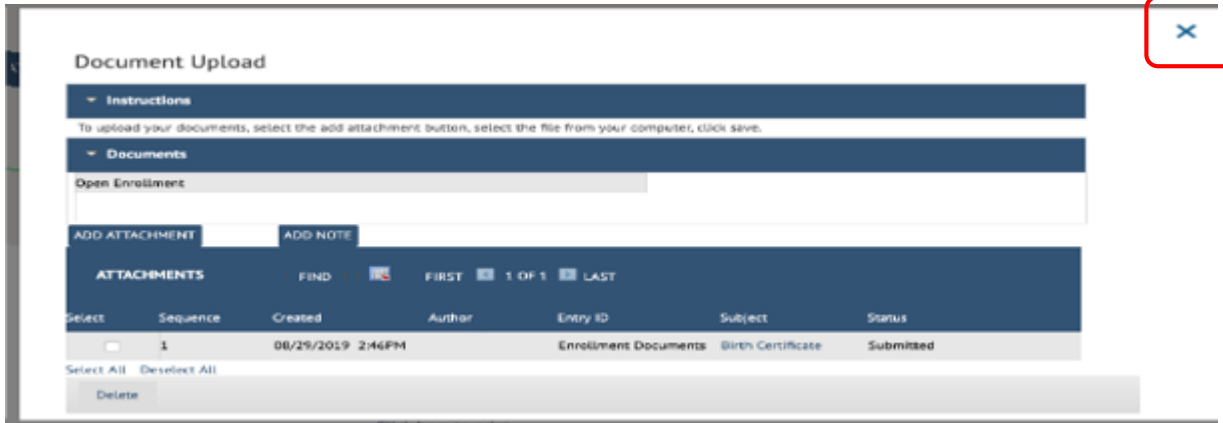 Document Upload
Instructions
To upload your documents, select the add attachment button, select the file from your computer, click save.
Documents
Open Enrollment
ADD ATTACHMENT ADD NOTE
ATTACHMENTS FIND FIRST 1 OF 1 LAST
Select Sequence Created Author Entry ID Subject Status
1 08/29/2019 2:46PM Enrollment Documents Birth Certificate Submitted
Select All Deselect All
Delete